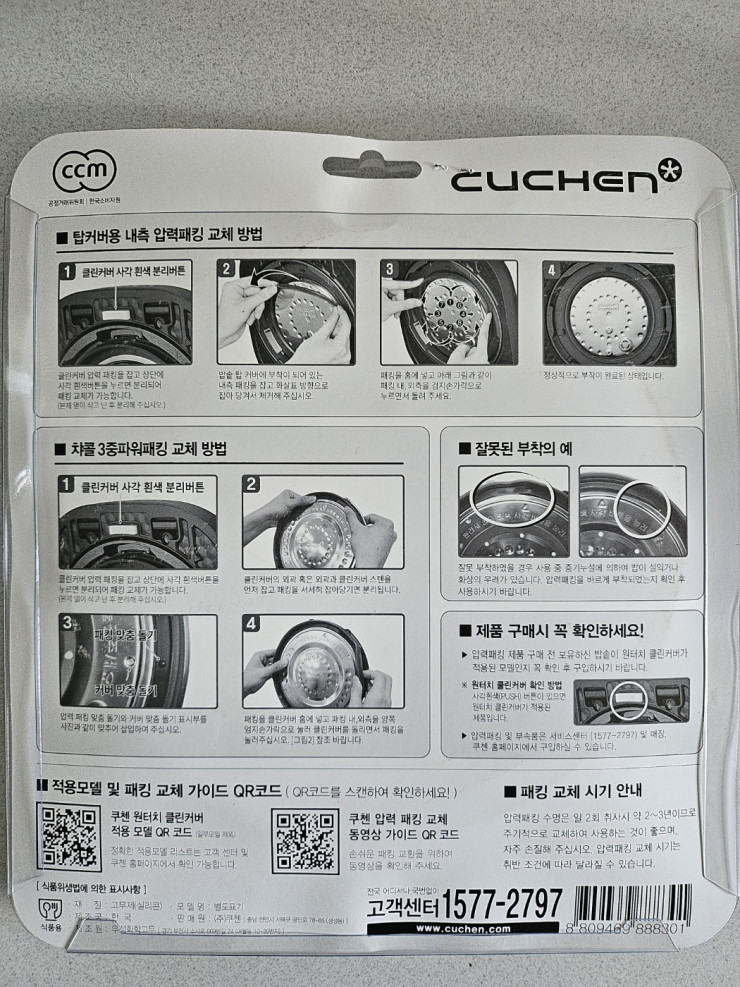 ccm
공정거래위원회 | 한국소비자원
CUCHEN
■ 탑커버용 내측 압력패킹 교체 방법
1 클린커버 사각 흰색 분리버튼
클린커버 압력 패킹을 잡고 상단에
사각 흰색버튼을 누르면 분리되어
패킹 교체가 가능합니다.
(본체 열이 식고 난 후 분리해 주십시오.)
2
밥솥 탑 커버에 부착이 되어 있는
내측 패킹을 잡고 화살표 방향으로
잡아 당겨서 제거해 주십시오.
3
패킹을 홈에 넣고 아래 그림과 같이
패킹 내, 외측을 검지손가락으로
누르면서 돌려 주세요.
4
정상적으로 부착이 완료된 상태입니다.
■ 챠콜 3중파워패킹 교체 방법
1 클린커버 사각 흰색 분리버튼
클린커버 압력 패킹을 잡고 상단에 사각 흰색버튼을
누르면 분리되어 패킹 교체가 가능합니다.
(본체 열이 식고 난 후 분리해 주십시오.)
2
클린커버의 외곽 혹은 외곽과 클린커버 스텐을
먼저 잡고 패킹을 서서히 잡아당기면 분리됩니다.
3 패킹 맞춤 돌기
커버 맞춤 돌기
압력 패킹 맞춤 돌기와 커버 맞춤 돌기 표시부를
사진과 같이 맞추어 삽입하여 주십시오.
4
패킹을 클린커버 홈에 넣고 패킹 내,외측을 양쪽
엄지손가락으로 눌러 클린커버를 돌리면서 패킹을
눌러주십시오. [그림2] 참조 바랍니다.
■ 잘못된 부착의 예
잘못 부착하였을 경우 사용 중 증기누설에 의하여 밥이 설익거나
화상의 우려가 있습니다. 압력패킹을 바르게 부착되었는지 확인 후
사용하시기 바랍니다.
■ 제품 구매시 꼭 확인하세요!
▶ 압력패킹 제품 구매 전 보유하신 밥솥이 원터치 클린커버가
적용된 모델인지 꼭 확인 후 구입하시기 바랍니다.
※ 원터치 클린커버 확인 방법
사각흰색(PUSH) 버튼이 있으면
원터치 클린커버가 적용된
제품입니다.
▶ 압력패킹 및 부속품은 서비스센터 (1577-2797) 및 매장,
쿠첸 홈페이지에서 구입하실 수 있습니다.
■ 적용모델 및 패킹 교체 가이드 QR코드 ( QR코드를 스캔하여 확인하세요! )
쿠첸 원터치 클린커버
적용 모델 QR 코드 (일부모델 제외)
정확한 적용모델 리스트는 고객 센터 및
쿠첸 홈페이지에서 확인 가능합니다.
쿠첸 압력 패킹 교체
동영상 가이드 QR 코드
손쉬운 패킹 교환을 위하여
동영상을 확인해 주세요.
■ 패킹 교체 시기 안내
압력패킹 수명은 일 2회 취사시 약 2~3년이므로
주기적으로 교체하여 사용하는 것이 좋으며,
자주 손질해 주십시오. 압력패킹 교체 시기는
취반 조건에 따라 달라질 수 있습니다.
[ 식품위생법에 의한 표시사항 ]
식품용
재 질 : 고무제(실리콘) · 모 델 명 : 별도표기
제 조 국 : 한 국 판 매 원 : (주)쿠첸
제 조 원 :
전국 어디서나 국번없이
고객센터 1577-2797
www.cuchen.com
8 809469 888301